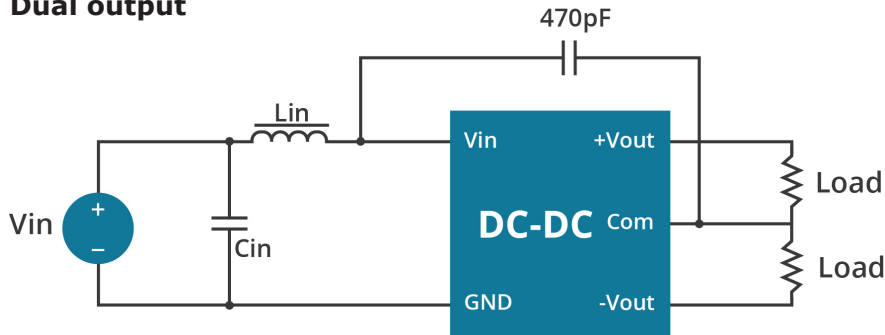 Dual output
470pF
Lin
Vin
+Vout
Load
Vin
+
−
Cin
DC-DC
Com
Load
GND
-Vout